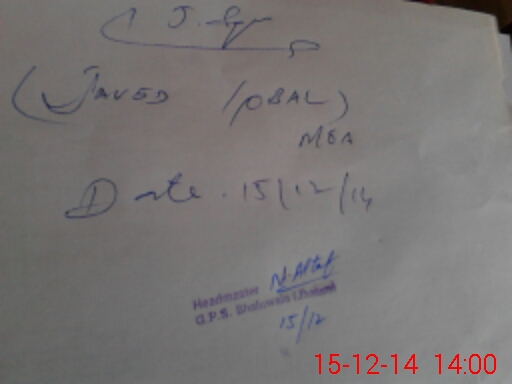 (JAVED IQBAL)
MEA
Date. 15/12/14
Headmaster
G.P.S.
15/12
15-12-14 14:00